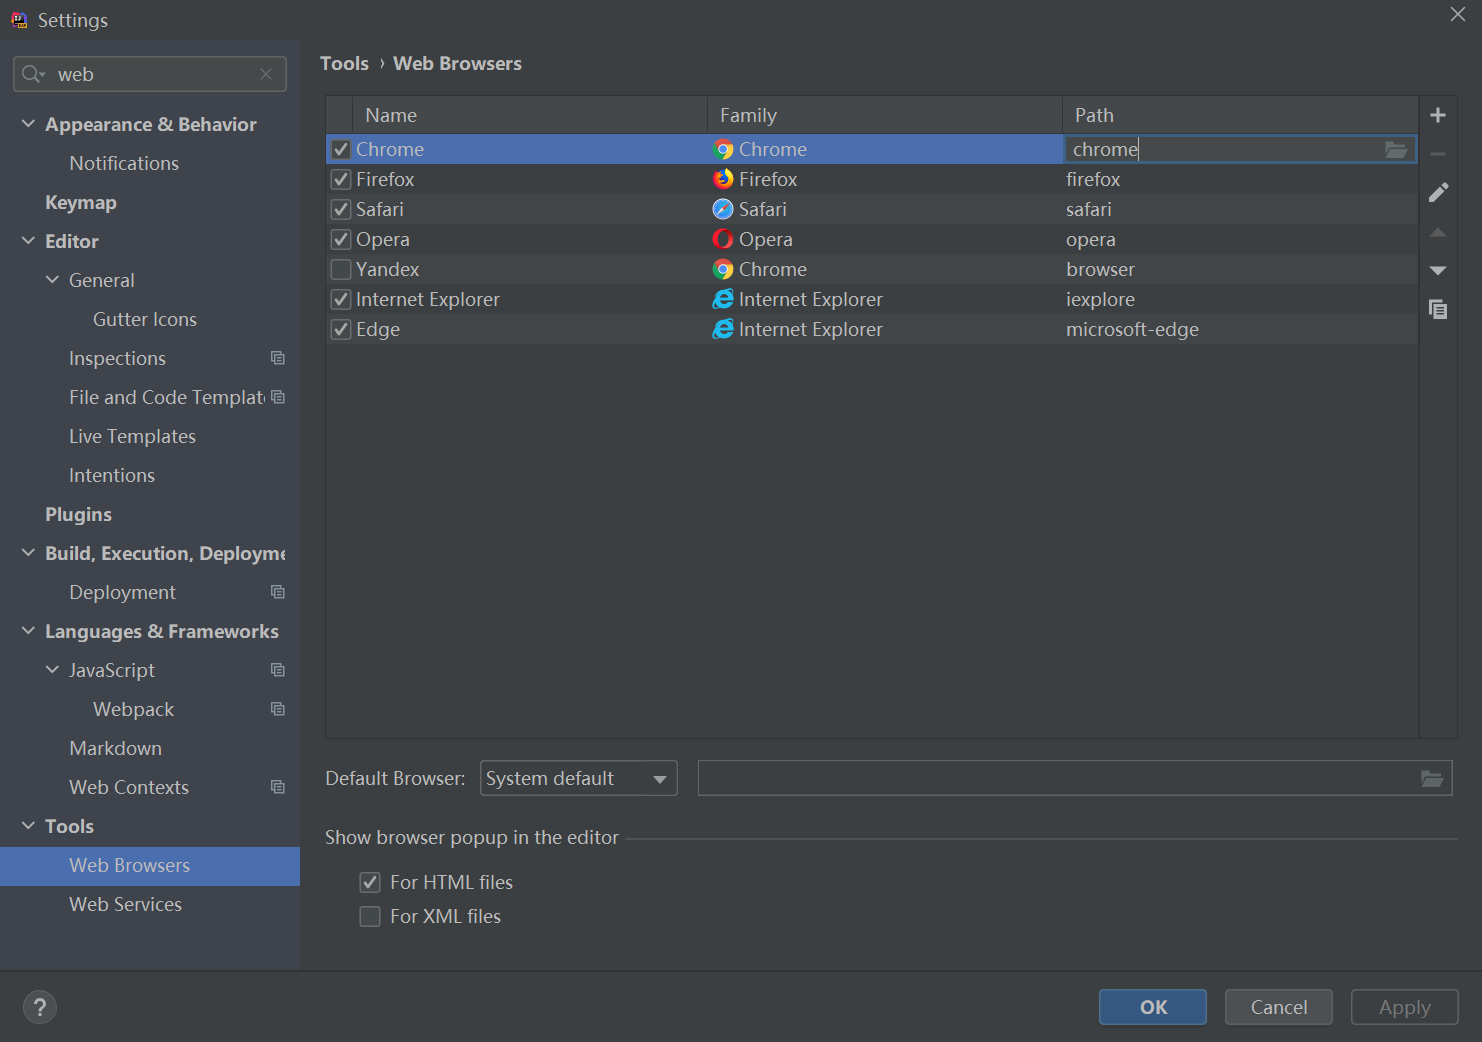 Settings
web
Appearance & Behavior
Notifications
Keymap
Editor
General
Gutter Icons
Inspections
File and Code Templat
Live Templates
Intentions
Plugins
Build, Execution, Deployme
Deployment
Languages & Frameworks
JavaScript
Webpack
Markdown
Web Contexts
Tools
Web Browsers
Web Services
Tools › Web Browsers
Name Family Path
Chrome Chrome chrome
Firefox Firefox firefox
Safari Safari safari
Opera Opera opera
Yandex Chrome browser
Internet Explorer Internet Explorer iexplore
Edge Internet Explorer microsoft-edge
Default Browser: System default
Show browser popup in the editor
For HTML files
For XML files
?
OK Cancel Apply